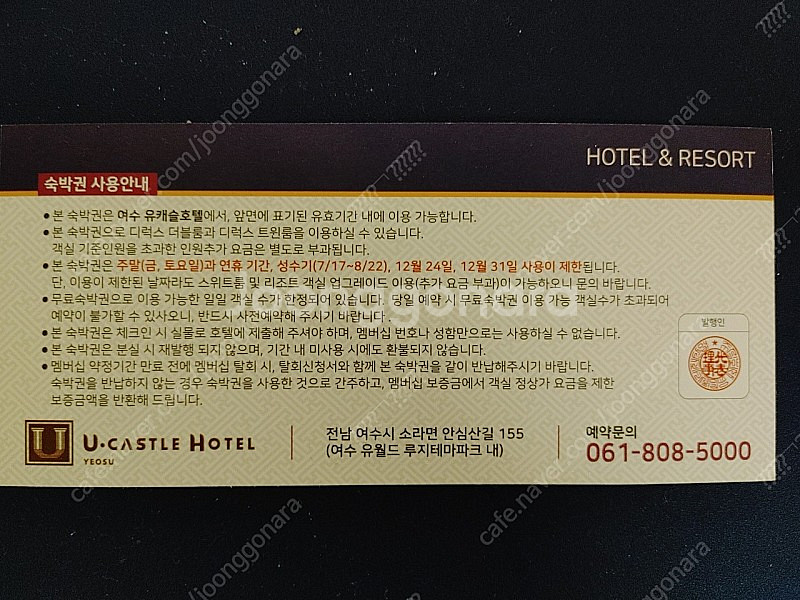 HOTEL & RESORT
숙박권 사용안내
● 본 숙박권은 여수 유캐슬호텔에서, 앞면에 표기된 유효기간 내에 이용 가능합니다.
● 본 숙박권으로 디럭스 더블룸과 디럭스 트윈룸을 이용하실 수 있습니다.
객실 기준인원을 초과한 인원추가 요금은 별도로 부과됩니다.
● 본 숙박권은 주말(금, 토요일)과 연휴 기간, 성수기(7/17~8/22), 12월 24일, 12월 31일 사용이 제한됩니다.
단, 이용이 제한된 날짜라도 스위트룸 및 리조트 객실 업그레이드 이용(추가 요금 부과)이 가능하오니 문의 바랍니다.
● 무료숙박권으로 이용 가능한 일일 객실 수가 한정되어 있습니다. 당일 예약 시 무료숙박권 이용 가능 객실수가 초과되어
예약이 불가할 수 있사오니, 반드시 사전예약해 주시기 바랍니다.
● 본 숙박권은 체크인 시 실물로 호텔에 제출해 주셔야 하며, 멤버십 번호나 성함만으로는 사용하실 수 없습니다.
● 본 숙박권은 분실 시 재발행 되지 않으며, 기간 내 미사용 시에도 환불되지 않습니다.
● 멤버십 약정기간 만료 전에 멤버십 탈회 시, 탈회신청서와 함께 본 숙박권을 같이 반납해주시기 바랍니다.
숙박권을 반납하지 않는 경우 숙박권을 사용한 것으로 간주하고, 멤버십 보증금에서 객실 정상가 요금을 제한
보증금액을 반환해 드립니다.
발행인
U·CASTLE HOTEL
YEOSU
전남 여수시 소라면 안심산길 155
(여수 유월드 루지테마파크 내)
예약문의
061-808-5000
joonggonara
cafe.naver.com/joonggonara